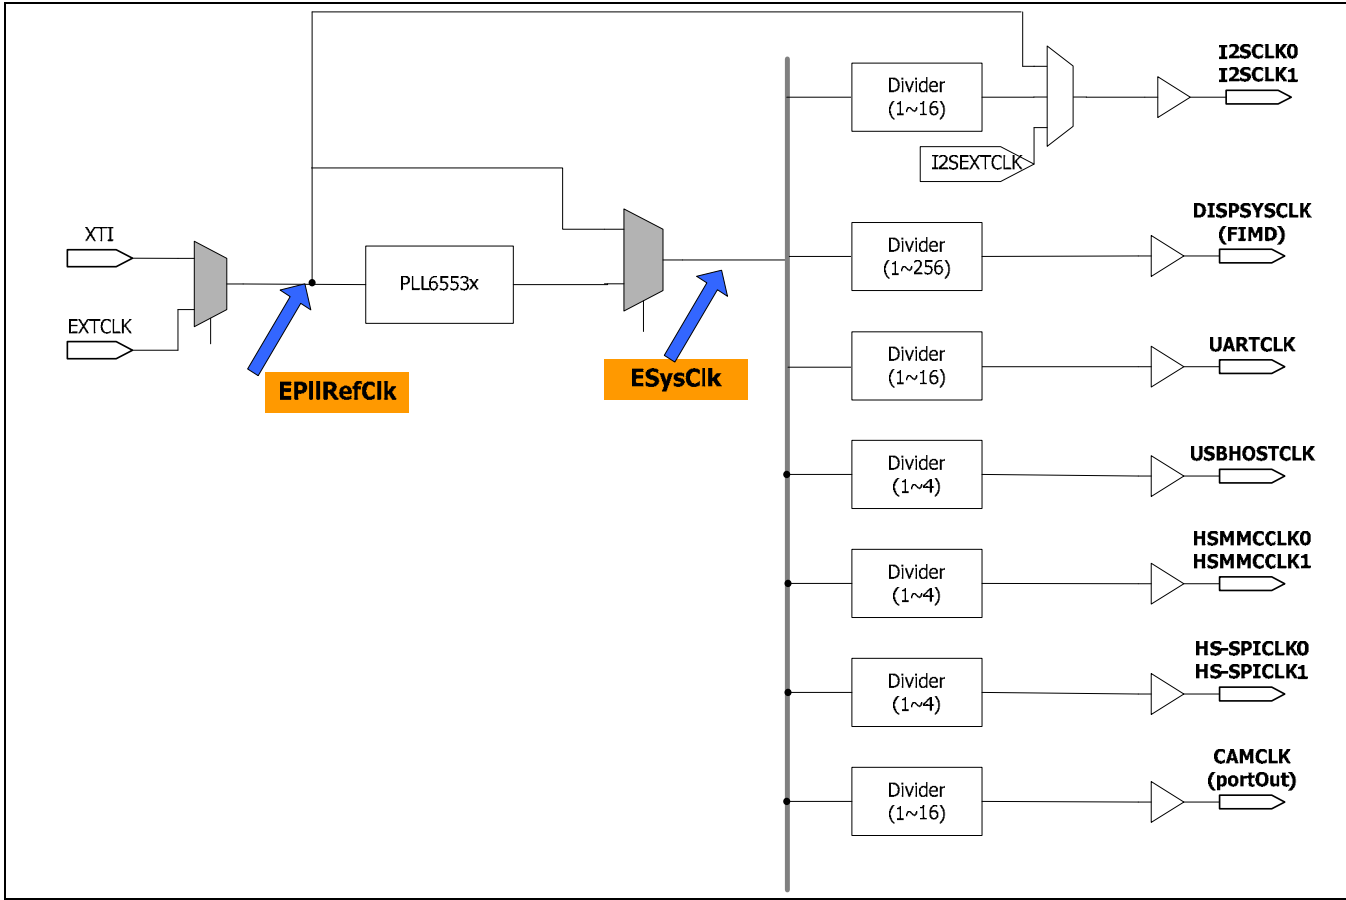 I2SCLK0
I2SCLK1
Divider
(1~16)
I2SEXTCLK
DISPSYSCLK
(FIMD)
Divider
(1~256)
XTI
EXTCLK
PLL6553x
EPllRefClk
ESysClk
Divider
(1~16)
UARTCLK
Divider
(1~4)
USBHOSTCLK
Divider
(1~4)
HSMMCCLK0
HSMMCCLK1
Divider
(1~4)
HS-SPICLK0
HS-SPICLK1
Divider
(1~16)
CAMCLK
(portOut)